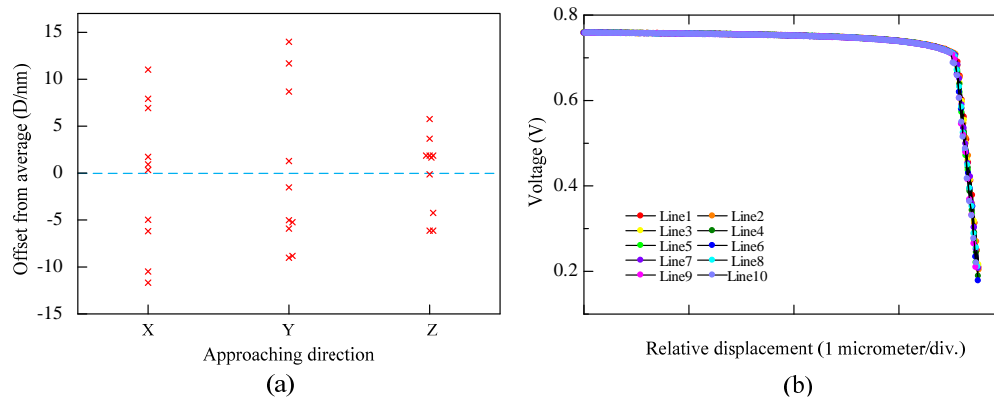 15
10
5
0
-5
-10
-15
Offset from average (D/nm)
X Y Z
Approaching direction
(a)
0.8
0.6
0.4
0.2
Voltage (V)
Line1 Line2
Line3 Line4
Line5 Line6
Line7 Line8
Line9 Line10
Relative displacement (1 micrometer/div.)
(b)